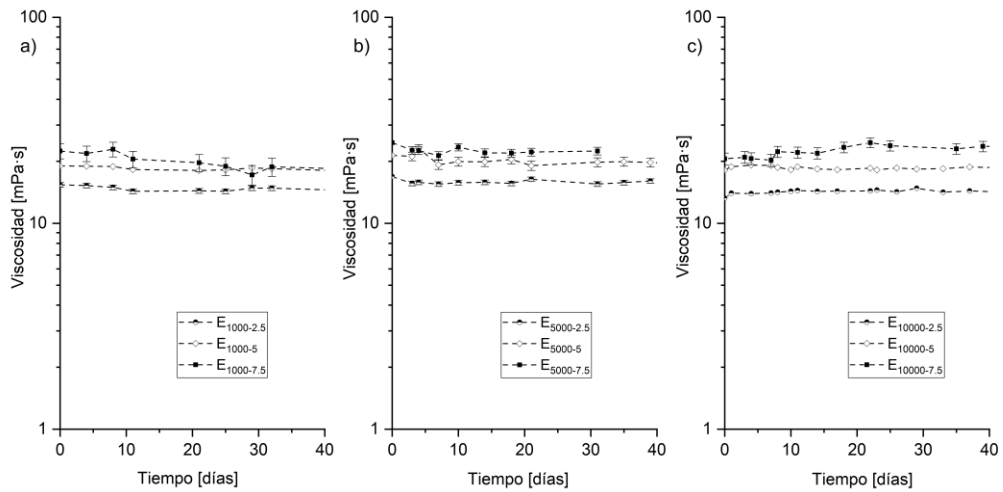 a)
100
10
1
Viscosidad [mPa·s]
0 10 20 30 40
Tiempo [días]
E1000-2.5
E1000-5
E1000-7.5
b)
100
10
1
Viscosidad [mPa·s]
0 10 20 30 40
Tiempo [días]
E5000-2.5
E5000-5
E5000-7.5
c)
100
10
1
Viscosidad [mPa·s]
0 10 20 30 40
Tiempo [días]
E10000-2.5
E10000-5
E10000-7.5